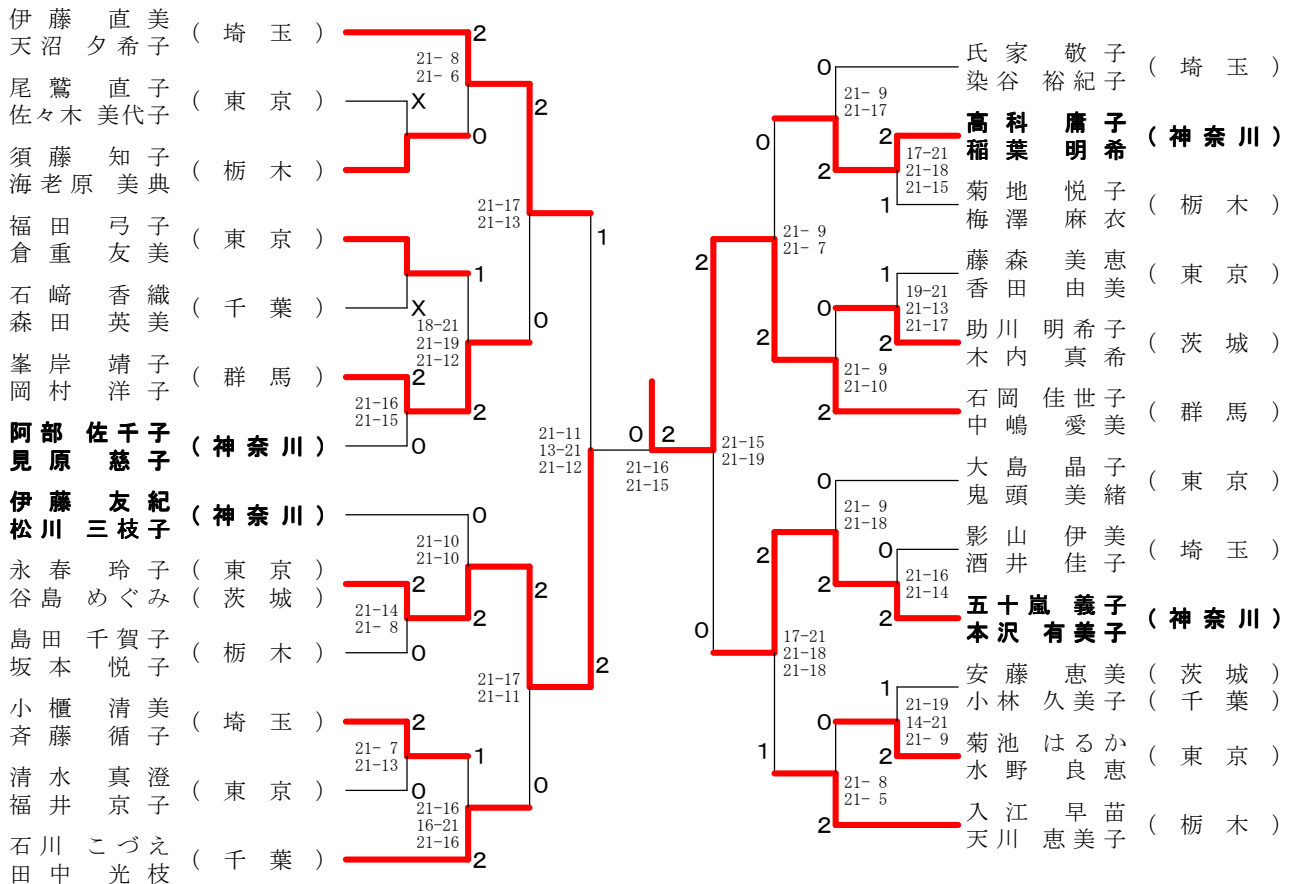 伊藤 直美
天沼 夕希子
(埼玉)
2
21- 8
21- 6
尾鷲 直子
佐々木 美代子
(東京)
X
2
0
須藤 知子
海老原 美典
(栃木)
21-17
21-13
1
福田 弓子
倉重 友美
(東京)
1
石﨑 香織
森田 英美
(千葉)
X
18-21
21-19
21-12
0
峯岸 靖子
岡村 洋子
(群馬)
2
21-16
21-15
2
阿部 佐千子
見原 慈子
(神奈川)
0
21-11
13-21
21-12
0
2
21-16
21-15
伊藤 友紀
松川 三枝子
(神奈川)
0
21-10
21-10
永春 玲子 (東京)
谷島 めぐみ (茨城)
2
21-14
21- 8
2
2
島田 千賀子
坂本 悦子
(栃木)
0
21-17
21-11
2
小櫃 清美
斉藤 循子
(埼玉)
2
21- 7
21-13
1
清水 真澄
福井 京子
(東京)
0
21-16
16-21
21-16
0
石川 こづえ
田中 光枝
(千葉)
2
0
氏家 敬子
染谷 裕紀子
(埼玉)
21- 9
21-17
0
2
高科 庸子
稲葉 明希
(神奈川)
2
17-21
21-18
21-15
1
菊地 悦子
梅澤 麻衣
(栃木)
21- 9
21- 7
2
1
藤森 美恵
香田 由美
(東京)
0
19-21
21-13
21-17
2
2
助川 明希子
木内 真希
(茨城)
21- 9
21-10
2
石岡 佳世子
中嶋 愛美
(群馬)
21-15
21-19
0
大島 晶子
鬼頭 美緒
(東京)
21- 9
21-18
2
0
影山 伊美
酒井 佳子
(埼玉)
2
21-16
21-14
2
五十嵐 義子
本沢 有美子
(神奈川)
0
17-21
21-18
21-18
1
安藤 恵美 (茨城)
小林 久美子 (千葉)
0
21-19
14-21
21- 9
1
2
菊池 はるか
水野 良恵
(東京)
21- 8
21- 5
2
入江 早苗
天川 恵美子
(栃木)